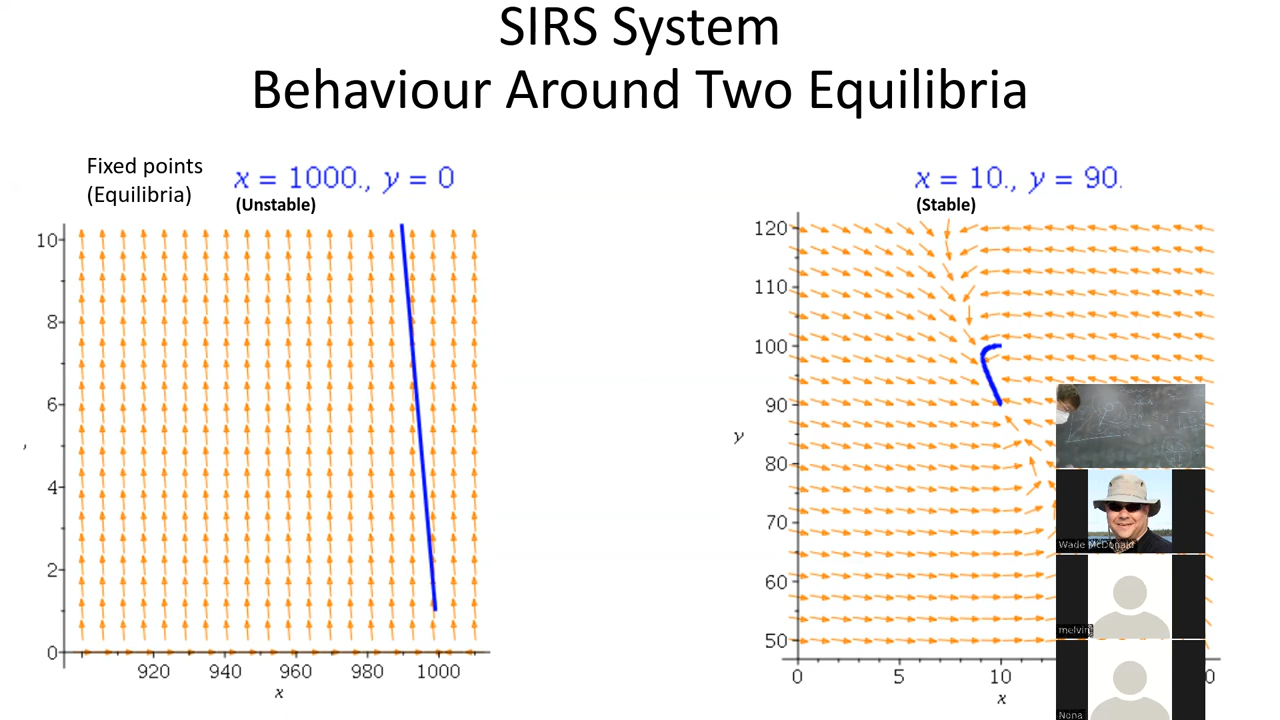 SIRS System
Behaviour Around Two Equilibria
Fixed points
(Equilibria)
x = 1000., y = 0
(Unstable)
x = 10., y = 90.
(Stable)
10
8
6
4
2
0
920 940 960 980 1000
x
120
110
100
90
80
70
60
50
y
0 5 10
x
Wade McDonald
melving
Nona